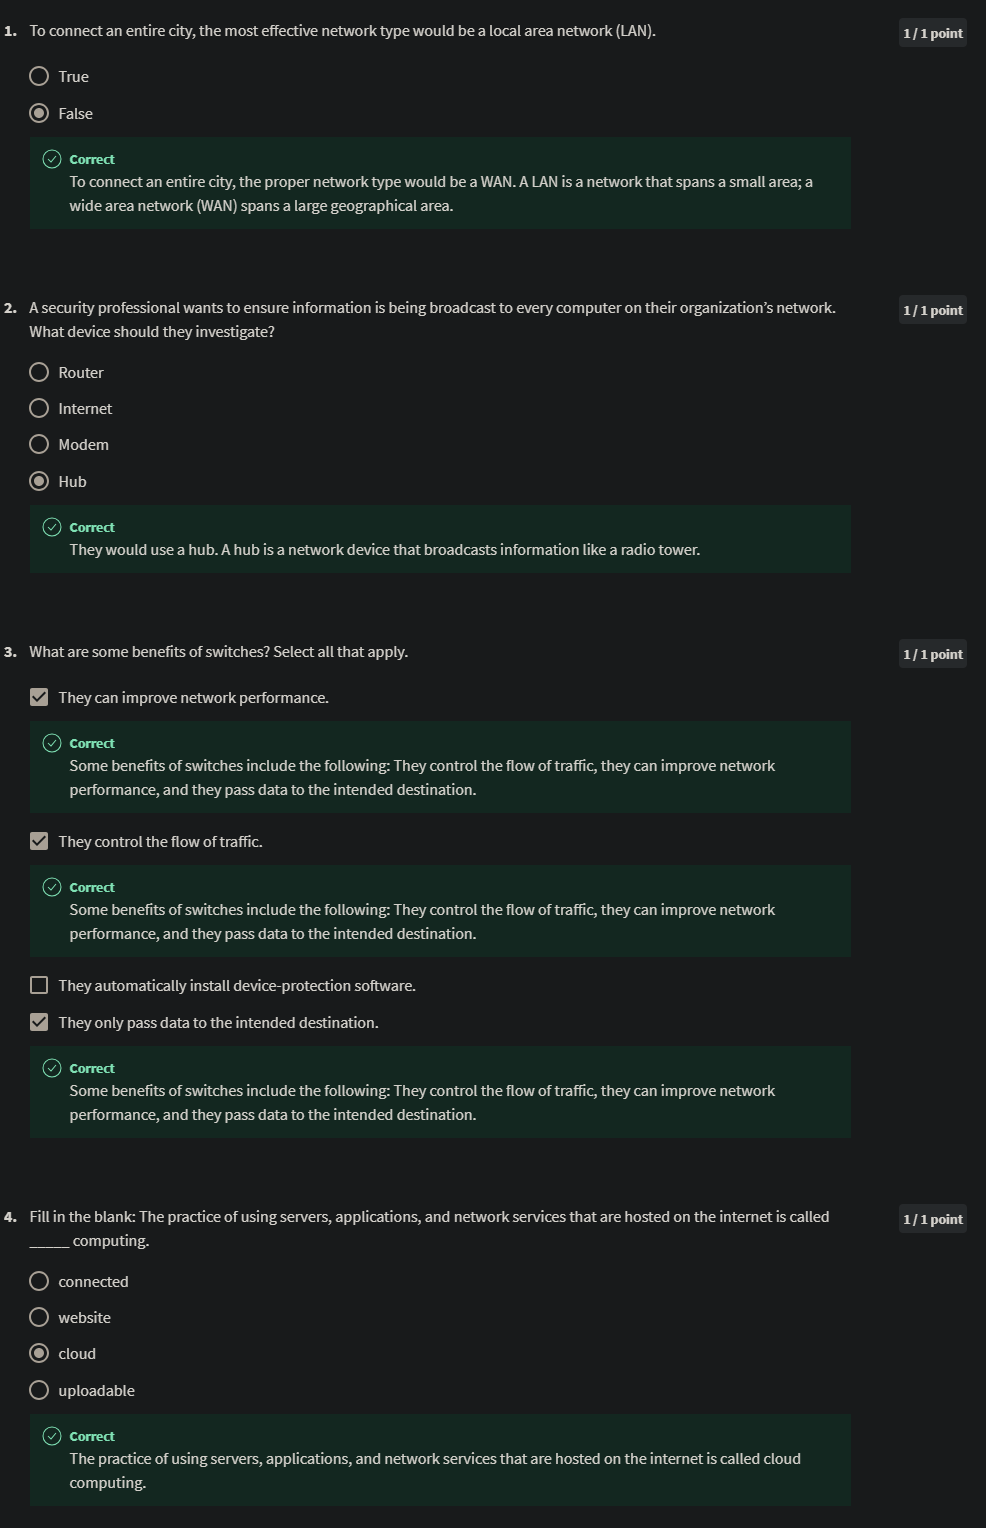 1. To connect an entire city, the most effective network type would be a local area network (LAN).
1 / 1 point
True
False
Correct
To connect an entire city, the proper network type would be a WAN. A LAN is a network that spans a small area; a
wide area network (WAN) spans a large geographical area.
2. A security professional wants to ensure information is being broadcast to every computer on their organization’s network.
What device should they investigate?
1 / 1 point
Router
Internet
Modem
Hub
Correct
They would use a hub. A hub is a network device that broadcasts information like a radio tower.
3. What are some benefits of switches? Select all that apply.
1 / 1 point
They can improve network performance.
Correct
Some benefits of switches include the following: They control the flow of traffic, they can improve network
performance, and they pass data to the intended destination.
They control the flow of traffic.
Correct
Some benefits of switches include the following: They control the flow of traffic, they can improve network
performance, and they pass data to the intended destination.
They automatically install device-protection software.
They only pass data to the intended destination.
Correct
Some benefits of switches include the following: They control the flow of traffic, they can improve network
performance, and they pass data to the intended destination.
4. Fill in the blank: The practice of using servers, applications, and network services that are hosted on the internet is called
_____ computing.
1 / 1 point
connected
website
cloud
uploadable
Correct
The practice of using servers, applications, and network services that are hosted on the internet is called cloud
computing.